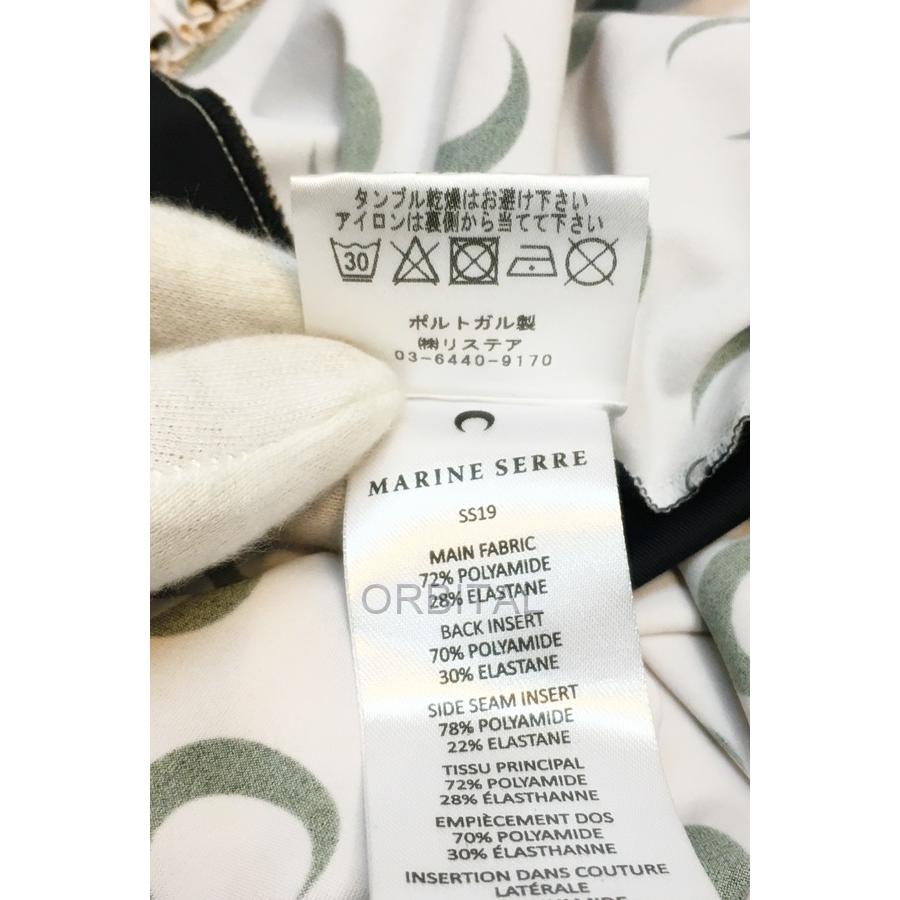 タンブル乾燥はお避け下さい
アイロンは裏側から当てて下さい
30
ポルトガル製
㈱リステア
03-6440-9170
MARINE SERRE
SS19
MAIN FABRIC
72% POLYAMIDE
28% ELASTANE
ORBITAL
BACK INSERT
70% POLYAMIDE
30% ELASTANE
SIDE SEAM INSERT
78% POLYAMIDE
22% ELASTANE
TISSU PRINCIPAL
72% POLYAMIDE
28% ÉLASTHANNE
EMPIÈCEMENT DOS
70% POLYAMIDE
30% ÉLASTHANNE
INSERTION DANS COUTURE
LATÉRALE